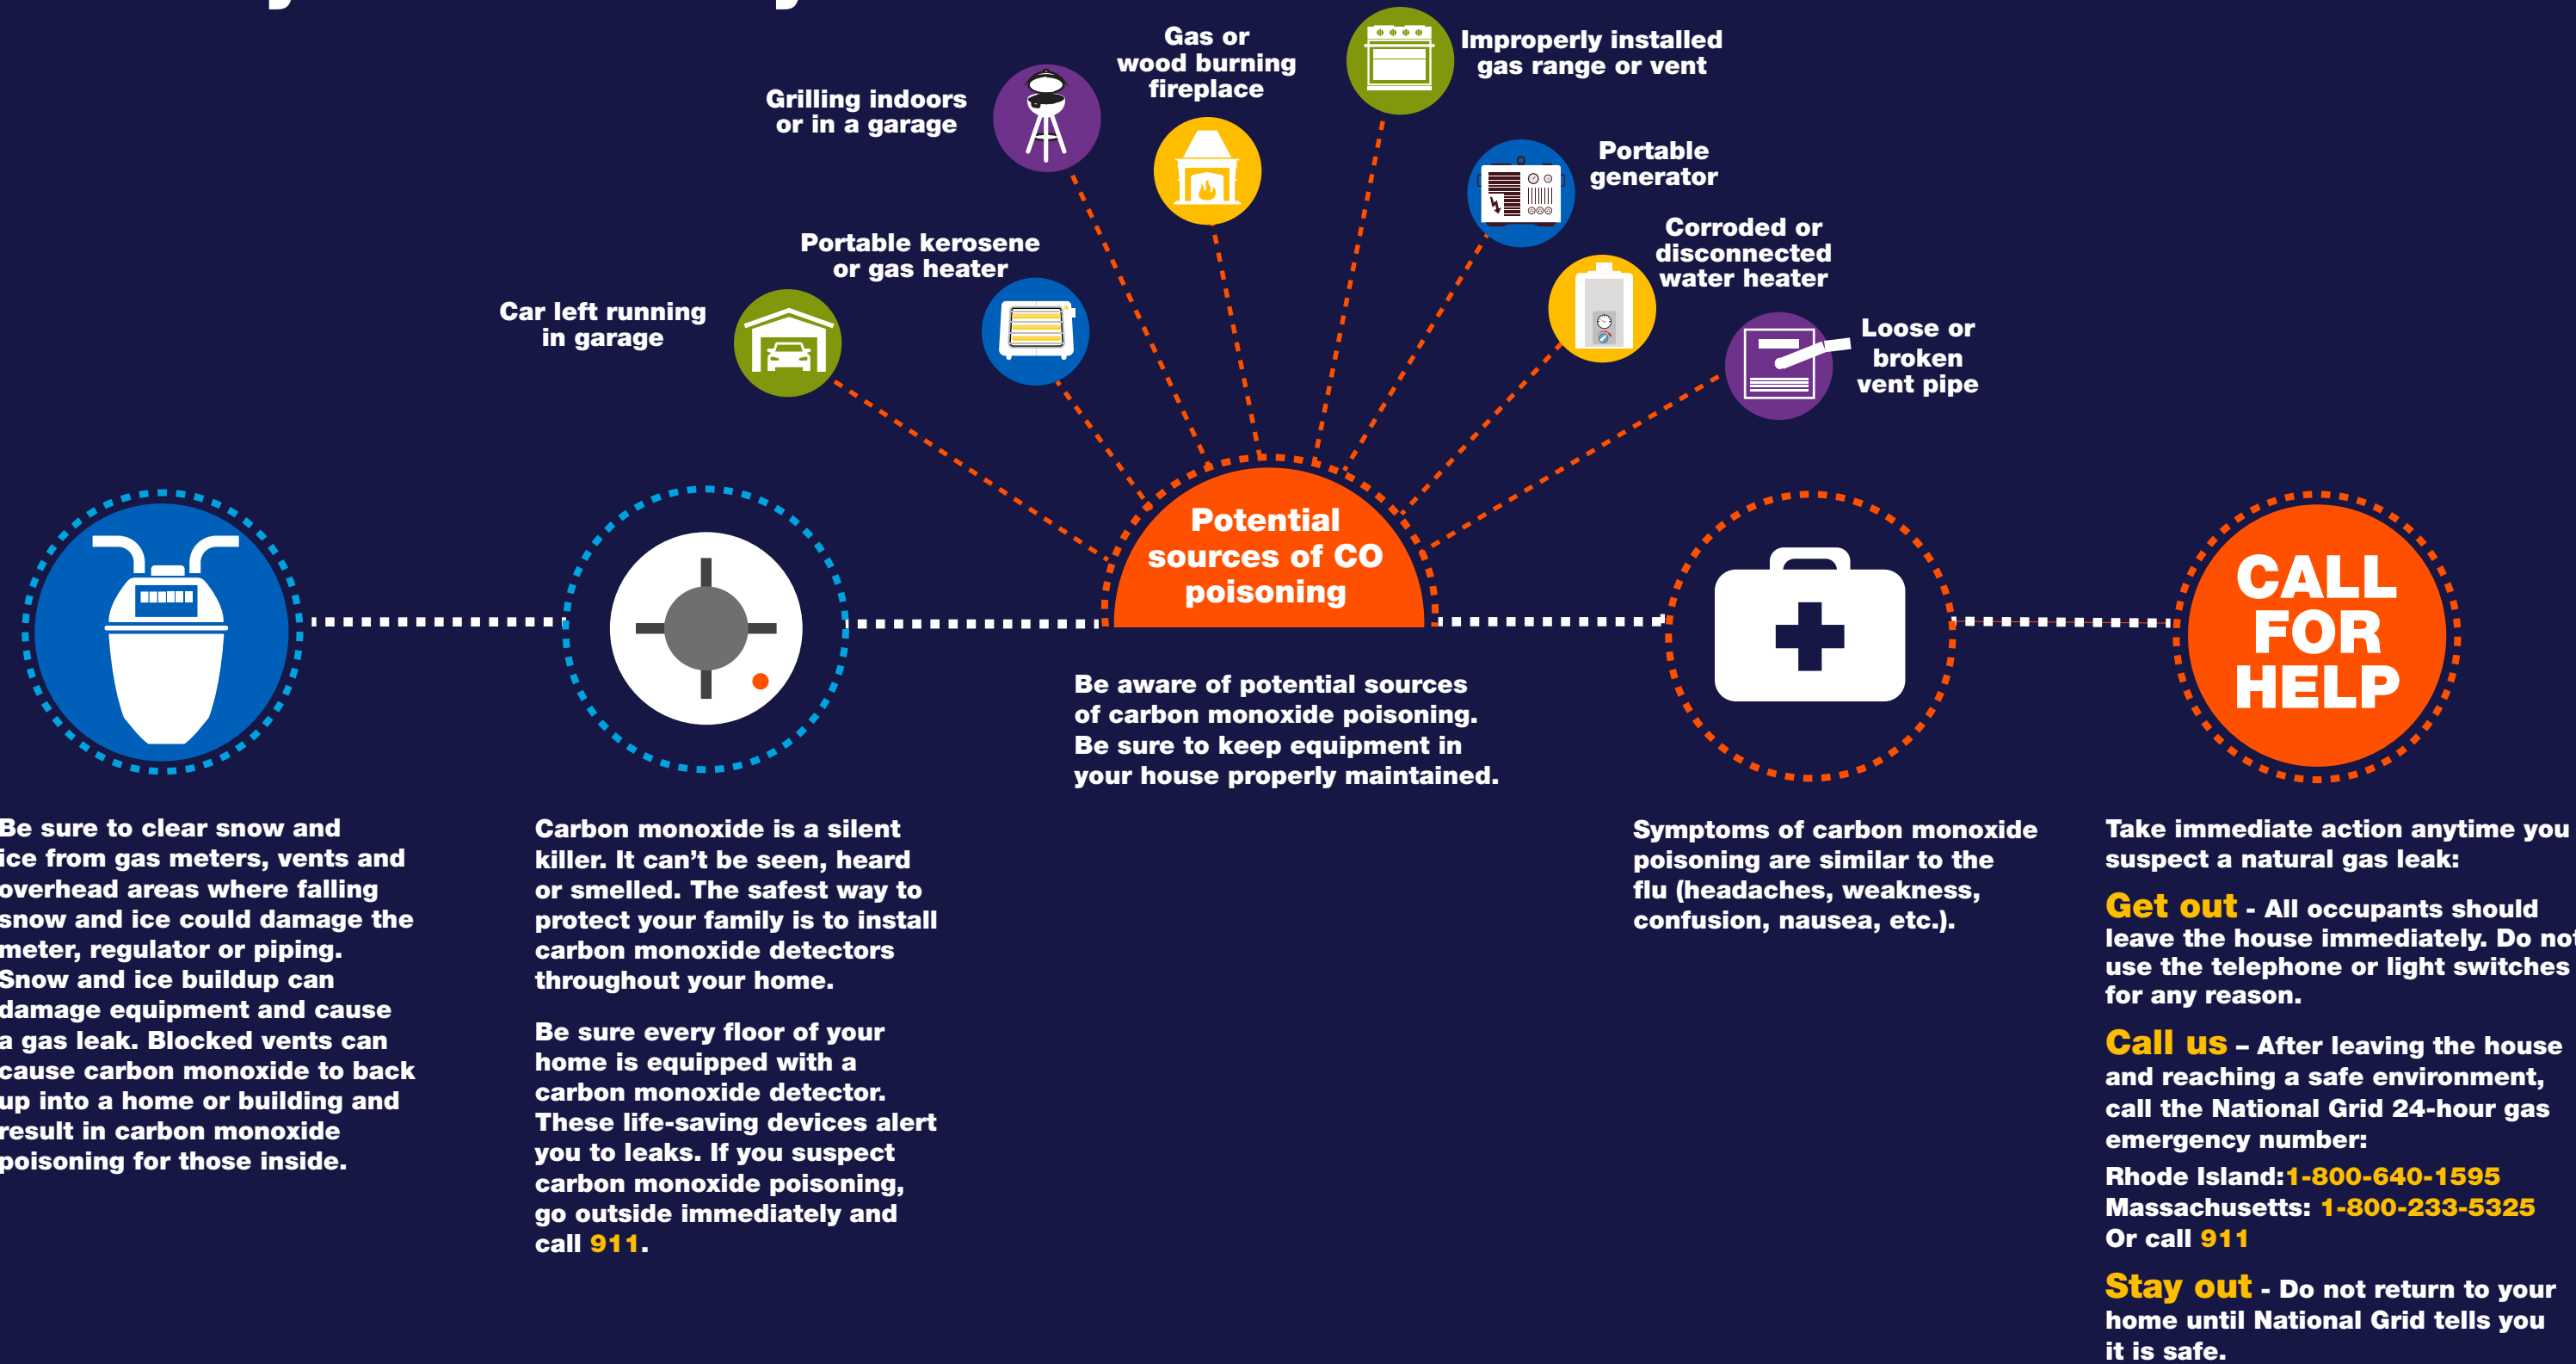 Gas or
wood burning
fireplace
Improperly installed
gas range or vent
Grilling indoors
or in a garage
Portable
generator
Portable kerosene
or gas heater
Corroded or
disconnected
water heater
Car left running
in garage
Loose or
broken
vent pipe
Potential
sources of CO
poisoning
CALL
FOR
HELP
Be sure to clear snow and
ice from gas meters, vents and
overhead areas where falling
snow and ice could damage the
meter, regulator or piping.
Snow and ice buildup can
damage equipment and cause
a gas leak. Blocked vents can
cause carbon monoxide to back
up into a home or building and
result in carbon monoxide
poisoning for those inside.
Carbon monoxide is a silent
killer. It can’t be seen, heard
or smelled. The safest way to
protect your family is to install
carbon monoxide detectors
throughout your home.
Be sure every floor of your
home is equipped with a
carbon monoxide detector.
These life-saving devices alert
you to leaks. If you suspect
carbon monoxide poisoning,
go outside immediately and
call 911.
Be aware of potential sources
of carbon monoxide poisoning.
Be sure to keep equipment in
your house properly maintained.
Symptoms of carbon monoxide
poisoning are similar to the
flu (headaches, weakness,
confusion, nausea, etc.).
Take immediate action anytime you
suspect a natural gas leak:
Get out - All occupants should
leave the house immediately. Do not
use the telephone or light switches
for any reason.
Call us – After leaving the house
and reaching a safe environment,
call the National Grid 24-hour gas
emergency number:
Rhode Island:1-800-640-1595
Massachusetts: 1-800-233-5325
Or call 911
Stay out - Do not return to your
home until National Grid tells you
it is safe.